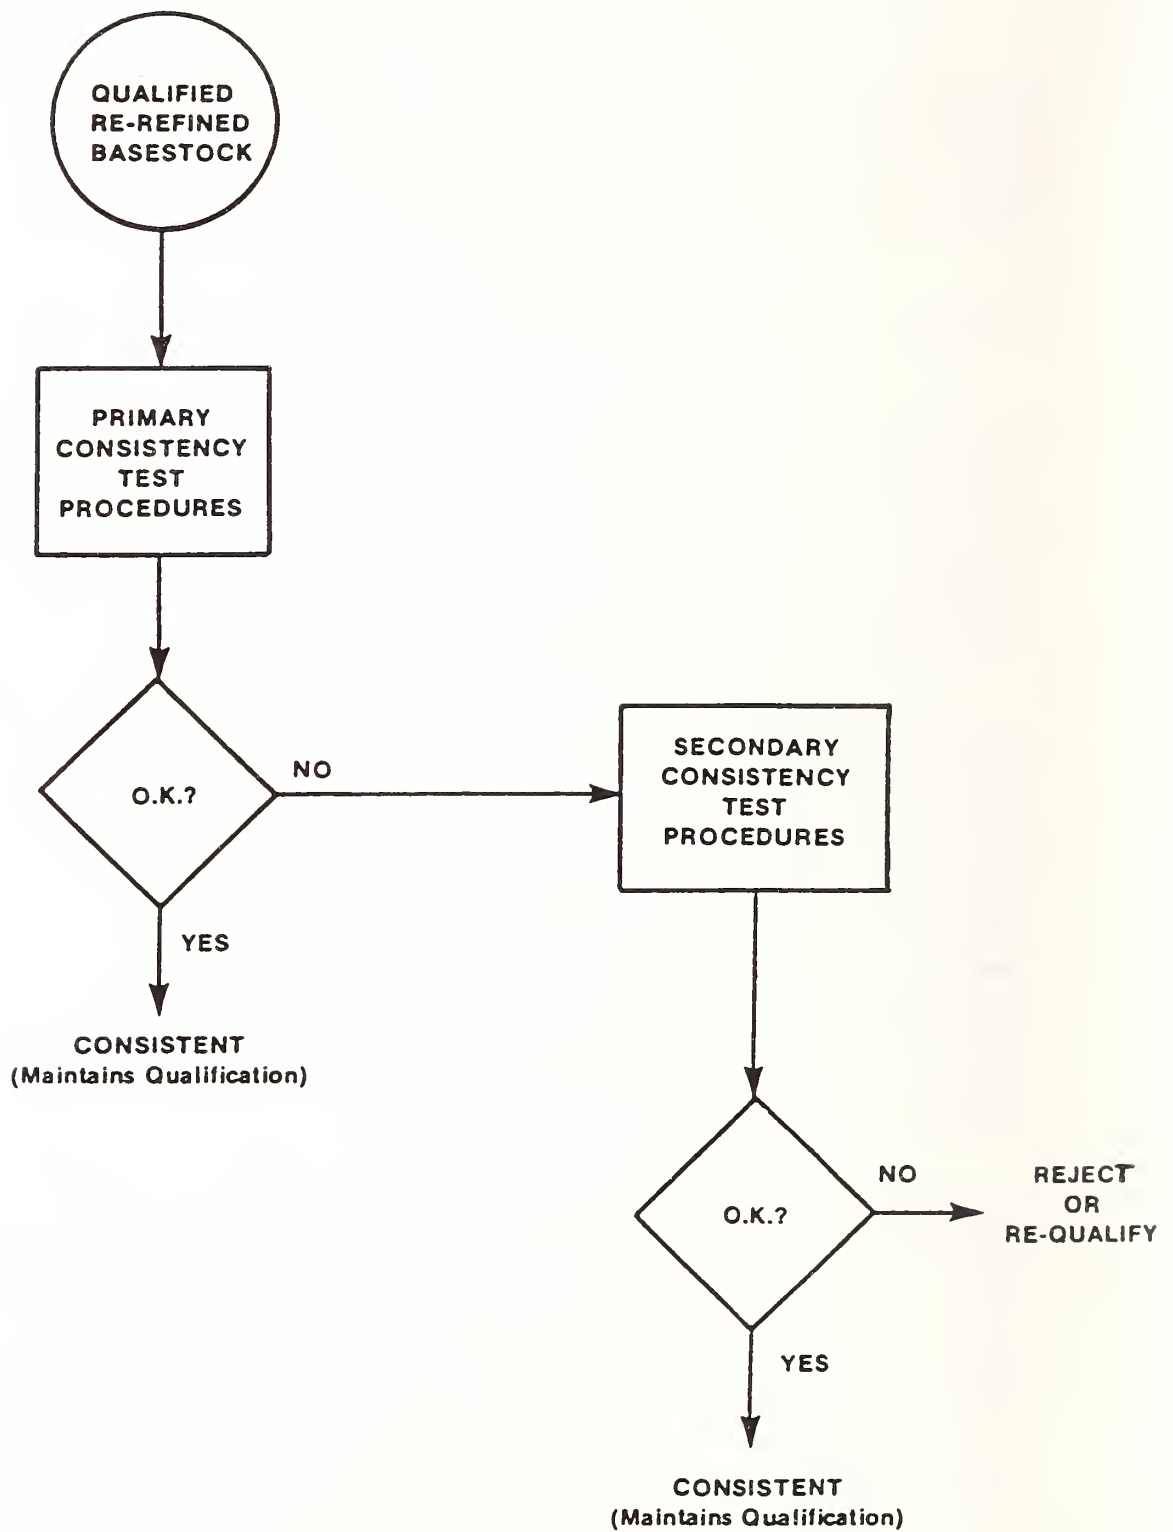 QUALIFIED
RE-REFINED
BASESTOCK
PRIMARY
CONSISTENCY
TEST
PROCEDURES
O.K.?
NO
YES
CONSISTENT
(Maintains Qualification)
SECONDARY
CONSISTENCY
TEST
PROCEDURES
O.K.?
NO
REJECT
OR
RE-QUALIFY
YES
CONSISTENT
(Maintains Qualification)